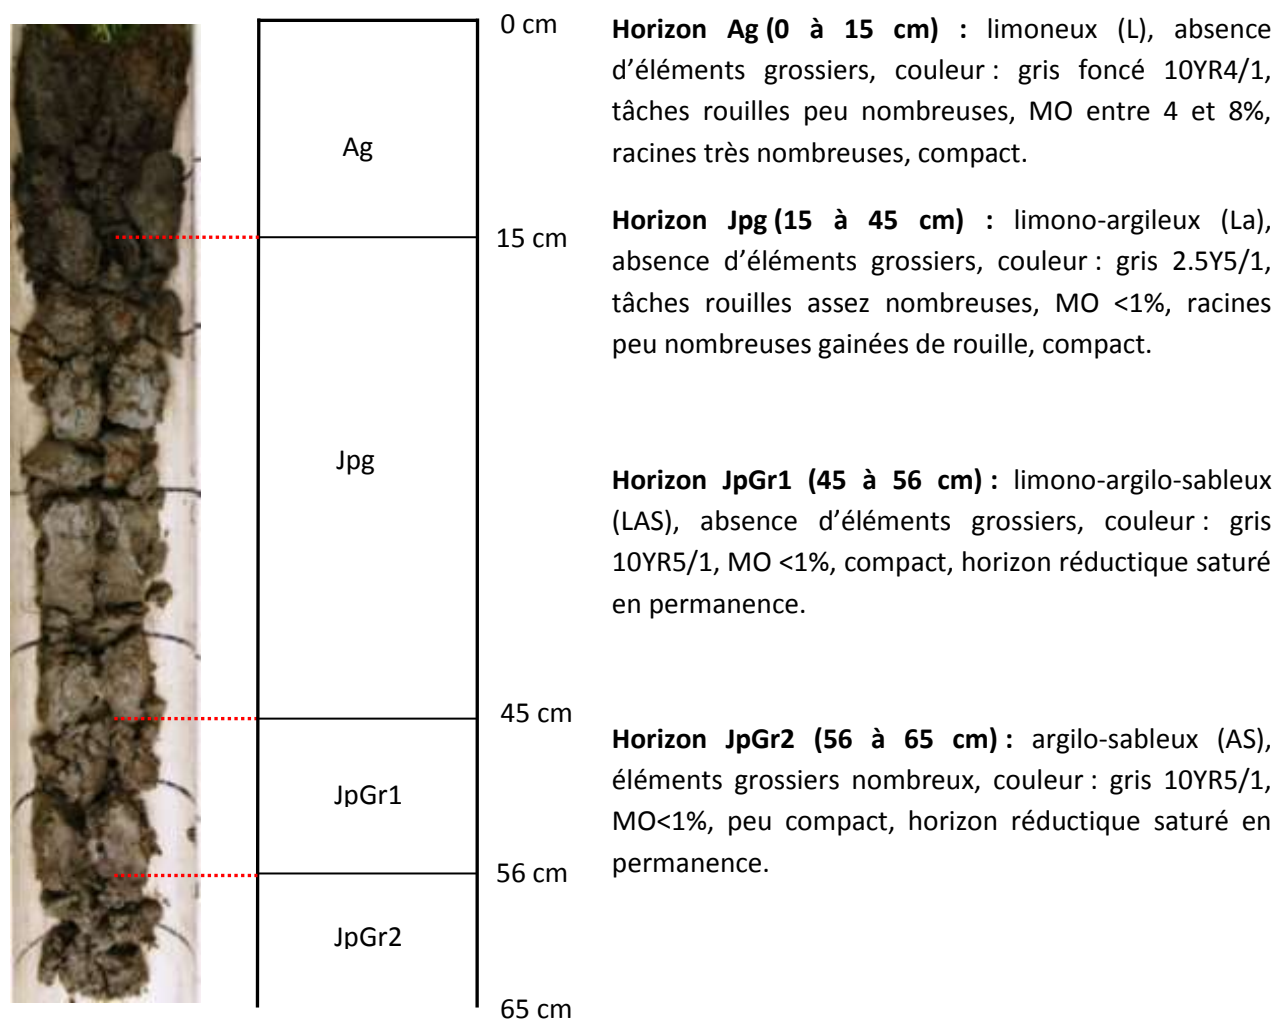 0 cm
Ag
15 cm
Jpg
45 cm
JpGr1
56 cm
JpGr2
65 cm
Horizon Ag (0 à 15 cm) : limoneux (L), absence
d’éléments grossiers, couleur : gris foncé 10YR4/1,
tâches rouilles peu nombreuses, MO entre 4 et 8%,
racines très nombreuses, compact.
Horizon Jpg (15 à 45 cm) : limono-argileux (La),
absence d’éléments grossiers, couleur : gris 2.5Y5/1,
tâches rouilles assez nombreuses, MO <1%, racines
peu nombreuses gainées de rouille, compact.
Horizon JpGr1 (45 à 56 cm) : limono-argilo-sableux
(LAS), absence d’éléments grossiers, couleur : gris
10YR5/1, MO <1%, compact, horizon réductique saturé
en permanence.
Horizon JpGr2 (56 à 65 cm) : argilo-sableux (AS),
éléments grossiers nombreux, couleur : gris 10YR5/1,
MO<1%, peu compact, horizon réductique saturé en
permanence.